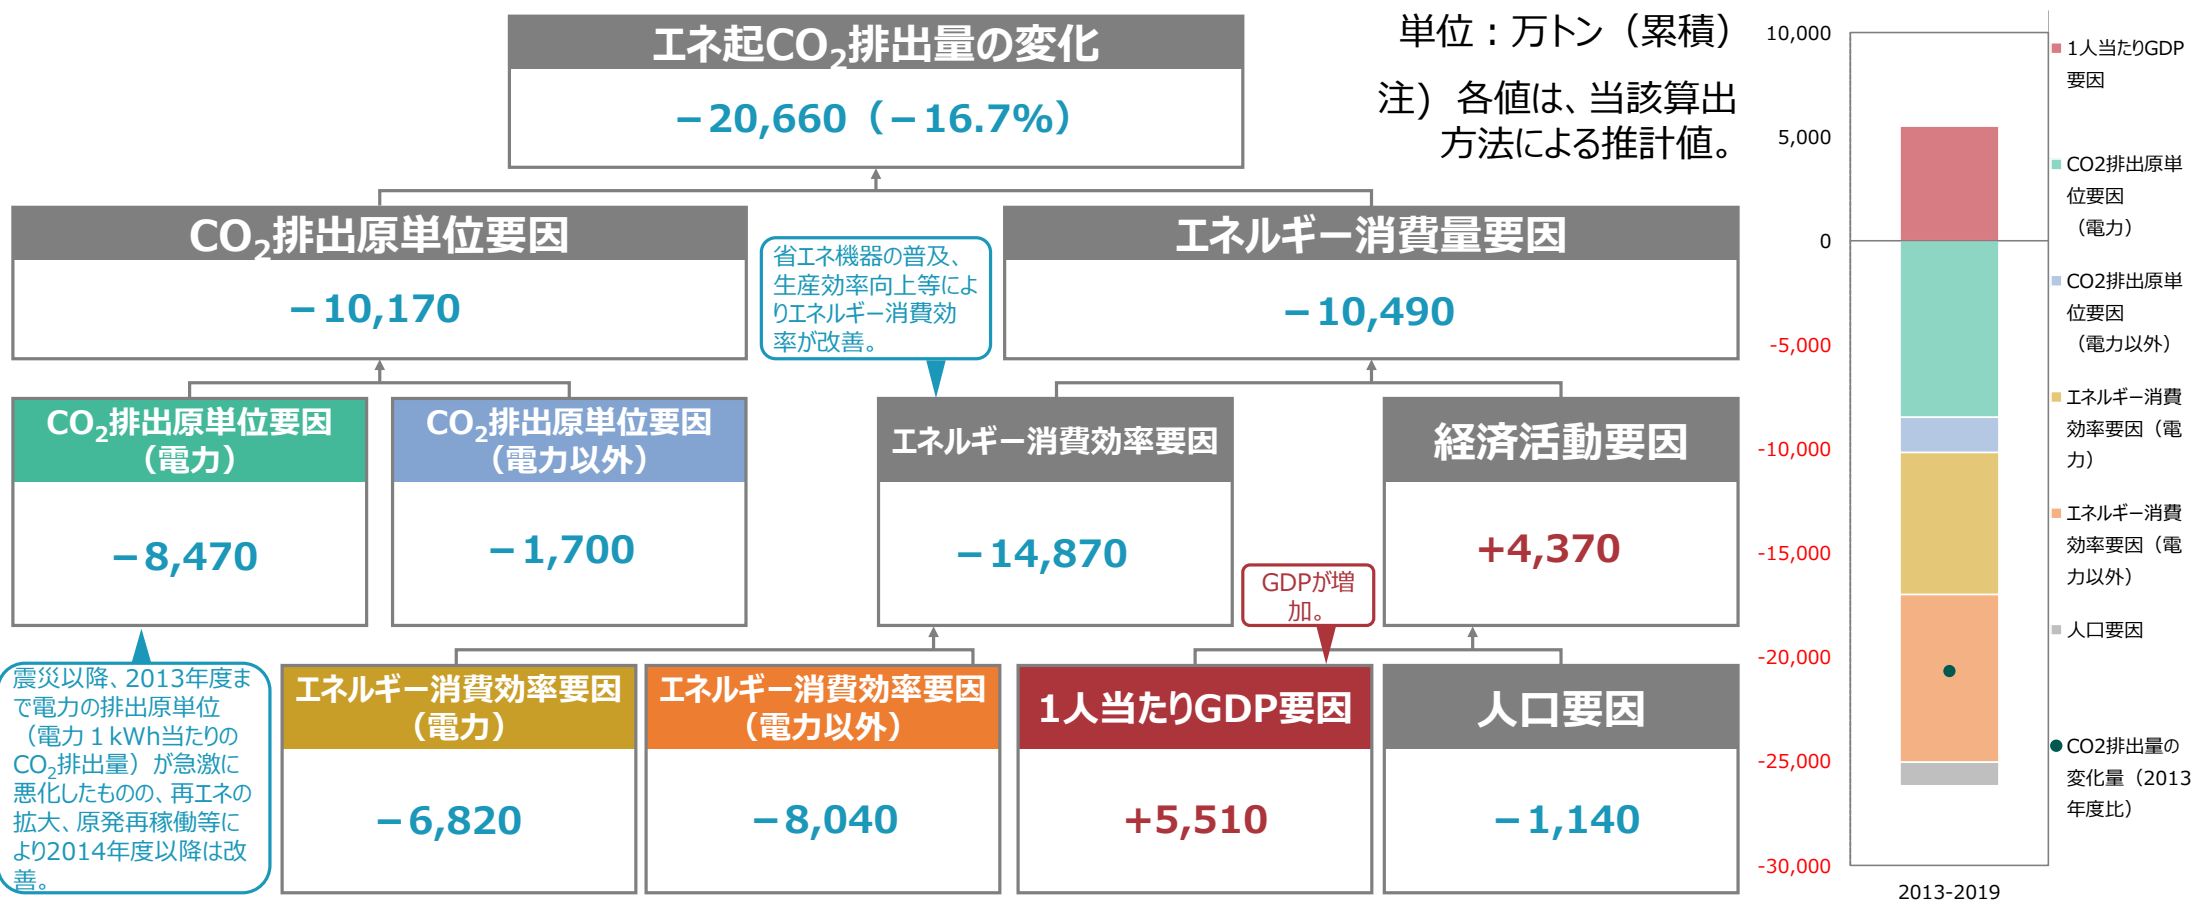 エネ起CO₂排出量の変化
−20,660（−16.7%）
単位：万トン（累積）
注）各値は、当該算出
方法による推計値。
CO₂排出原単位要因
−10,170
エネルギー消費量要因
−10,490
省エネ機器の普及、
生産効率向上等によ
りエネルギー消費効
率が改善。
CO₂排出原単位要因
（電力）
−8,470
CO₂排出原単位要因
（電力以外）
−1,700
エネルギー消費効率要因
−14,870
経済活動要因
+4,370
GDPが増
加。
震災以降、2013年度ま
で電力の排出原単位
（電力１kWh当たりの
CO₂排出量）が急激に
悪化したものの、再エネの
拡大、原発再稼働等に
より2014年度以降は改
善。
エネルギー消費効率要因
（電力）
−6,820
エネルギー消費効率要因
（電力以外）
−8,040
1人当たりGDP要因
+5,510
人口要因
−1,140
10,000
5,000
0
-5,000
-10,000
-15,000
-20,000
-25,000
-30,000
2013-2019
1人当たりGDP
要因
CO2排出原単
位要因
（電力）
CO2排出原単
位要因
（電力以外）
エネルギー消費
効率要因（電
力）
エネルギー消費
効率要因（電
力以外）
人口要因
CO2排出量の
変化量（2013
年度比）